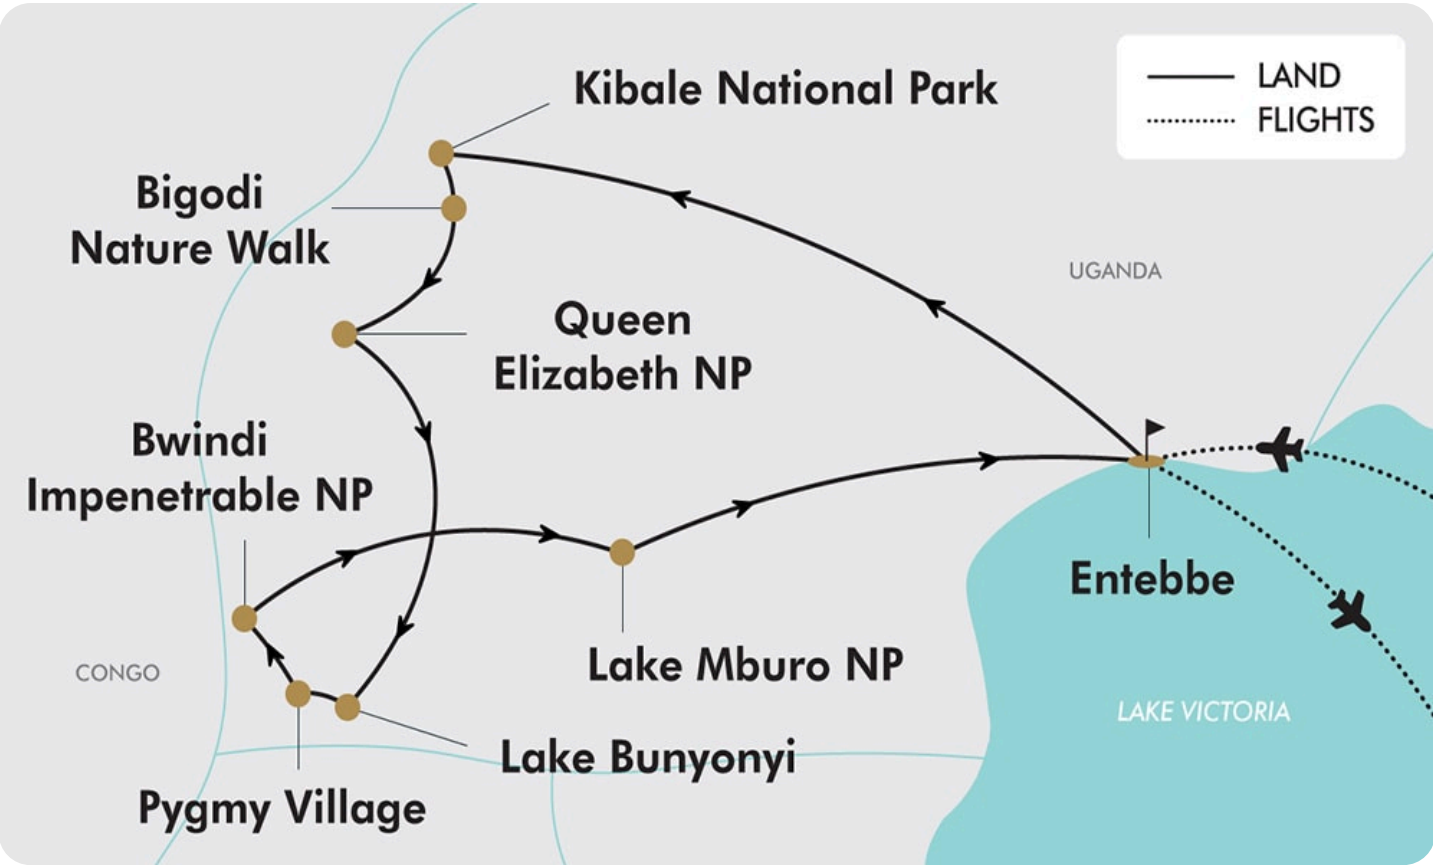 Kibale National Park
LAND
FLIGHTS
Bigodi
Nature Walk
UGANDA
Queen
Elizabeth NP
Bwindi
Impenetrable NP
Entebbe
Lake Mburo NP
CONGO
LAKE VICTORIA
Lake Bunyonyi
Pygmy Village